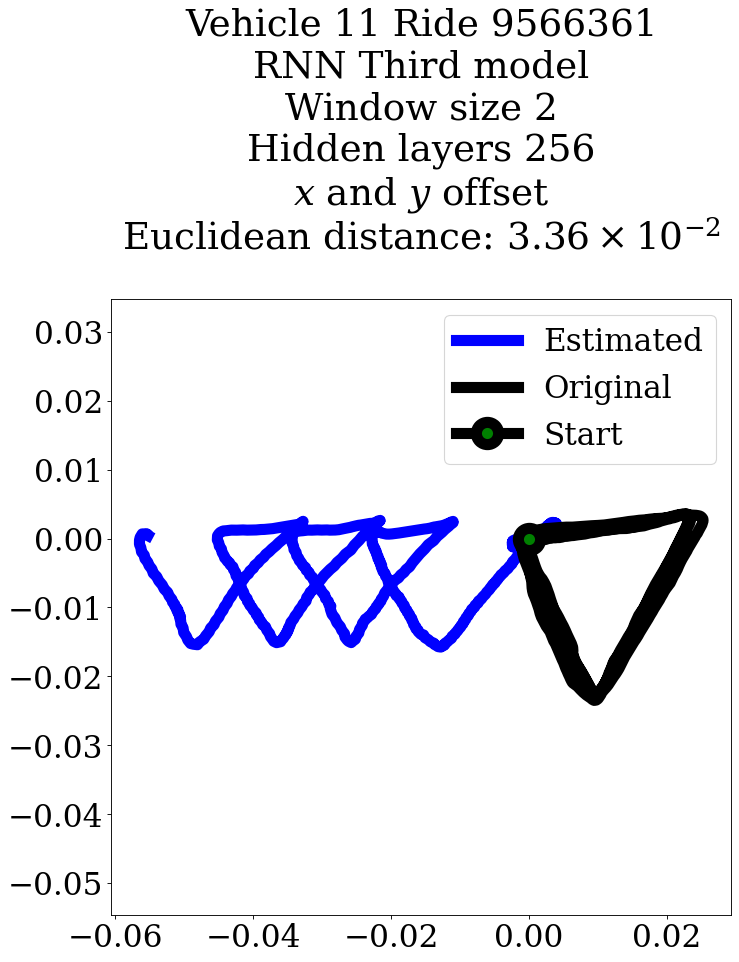 Vehicle 11 Ride 9566361
RNN Third model
Window size 2
Hidden layers 256
x and y offset
Euclidean distance: 3.36 × 10⁻²
Estimated
Original
Start
0.03
0.02
0.01
0.00
−0.01
−0.02
−0.03
−0.04
−0.05
−0.06 −0.04 −0.02 0.00 0.02